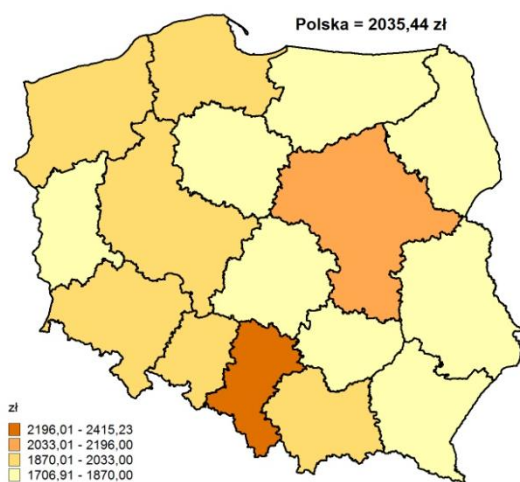 Polska = 2035,44 zł
zł
2196,01 - 2415,23
2033,01 - 2196,00
1870,01 - 2033,00
1706,91 - 1870,00